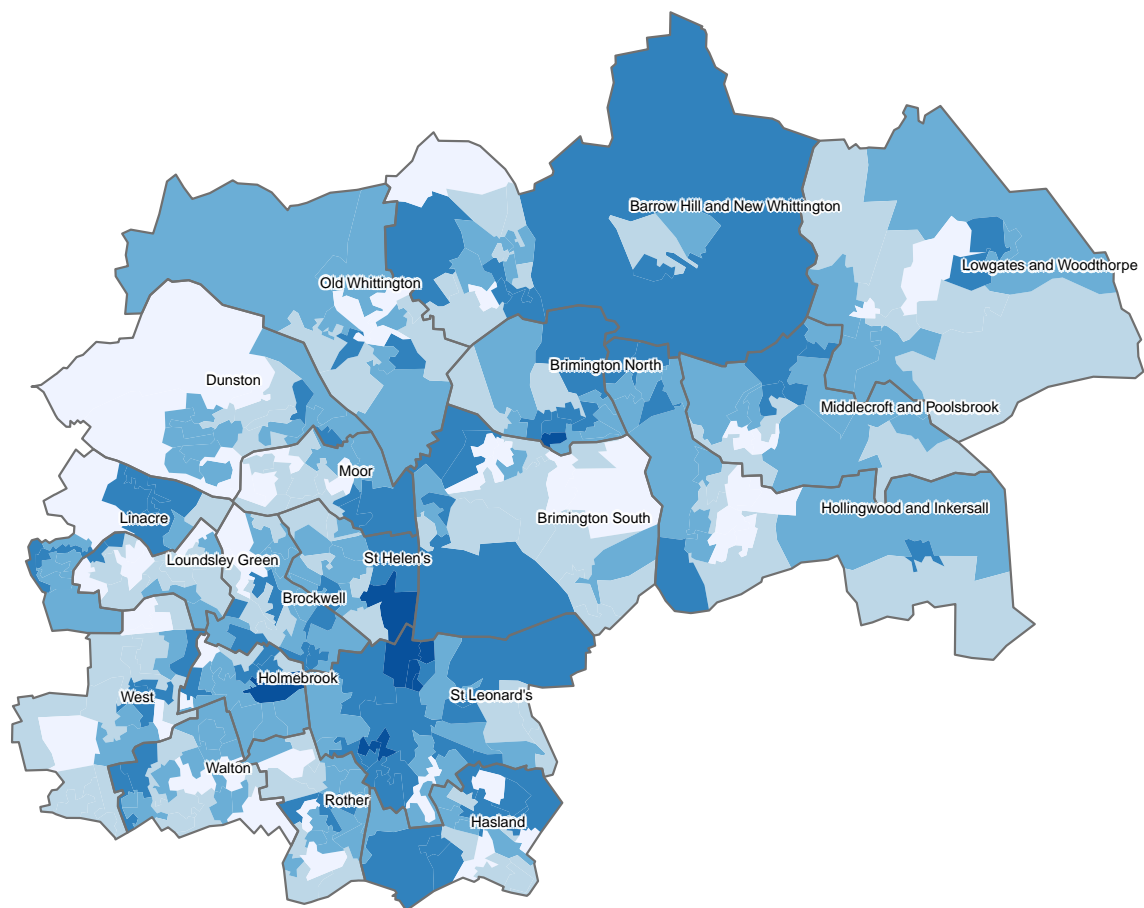 Barrow Hill and New Whittington
Lowgates and Woodthorpe
Old Whittington
Brimington North
Dunston
Middlecroft and Poolsbrook
Moor
Hollingwood and Inkersall
Linacre
Brimington South
St Helen's
Loundsley Green
Brockwell
Holmebrook
St Leonard's
West
Walton
Rother
Hasland